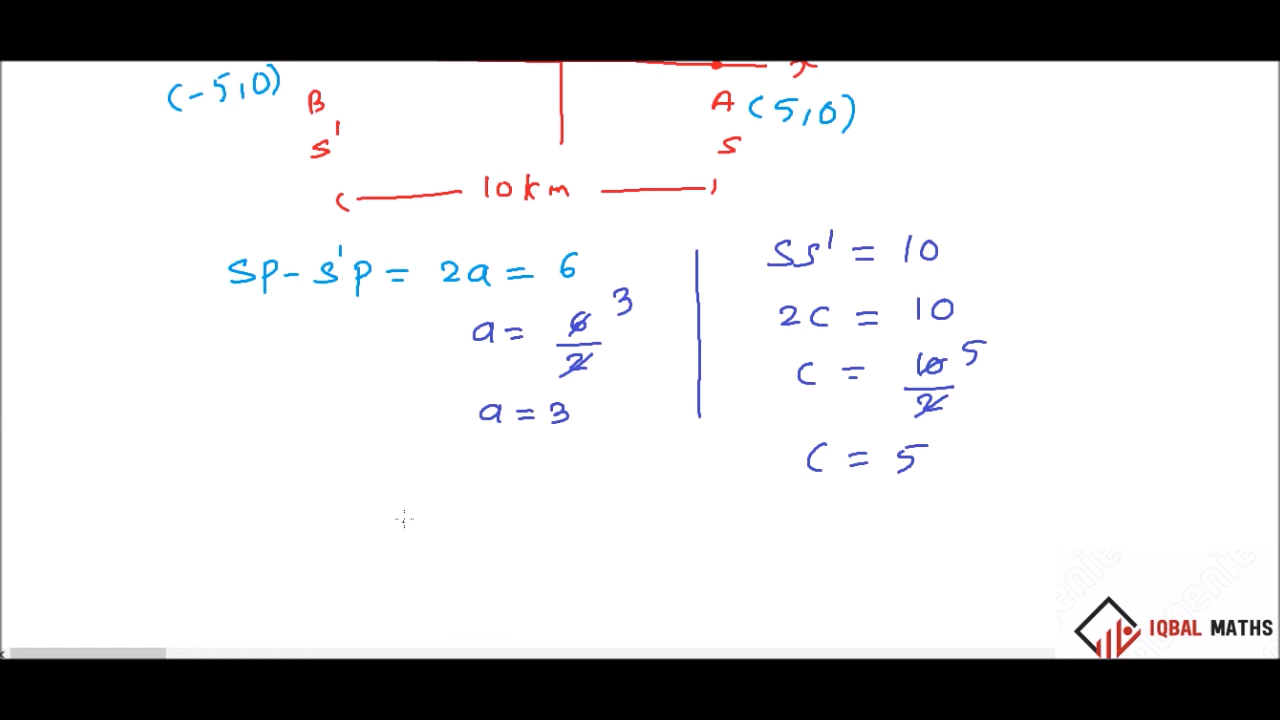 x
(-5,0)
B
A (5,0)
S'
S
10 km
SP - S'P = 2a = 6
a = 6/2 3
a = 3
SS' = 10
2C = 10
C = 10/2 5
C = 5
IQBAL MATHS